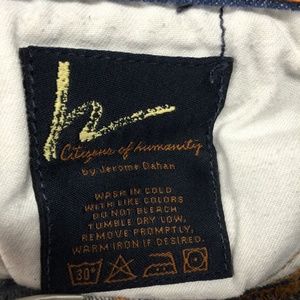 Citizens of humanity
by Jerome Dahan
WASH IN COLD
WITH LIKE COLORS
DO NOT BLEACH
TUMBLE DRY LOW,
REMOVE PROMPTLY,
WARM IRON IF DESIRED.
30°